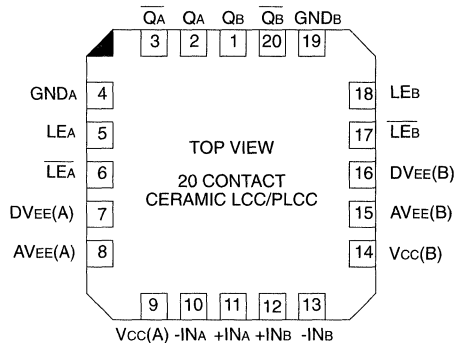 Q̅A QA QB Q̅B GNDB
3 2 1 20 19
GNDA 4 18 LEB
LEA 5 17 L̅E̅B
L̅E̅A 6 16 DVEE(B)
DVEE(A) 7 15 AVEE(B)
AVEE(A) 8 14 VCC(B)
TOP VIEW
20 CONTACT
CERAMIC LCC/PLCC
9 10 11 12 13
VCC(A) -INA +INA +INB -INB